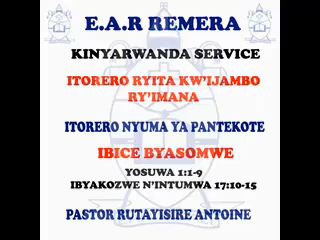 E.A.R REMERA
KINYARWANDA SERVICE
ITORERO RYITA KW'IJAMBO
RY'IMANA
ITORERO NYUMA YA PANTEKOTE
IBICE BYASOMWE
YOSUWA 1:1-9
IBYAKOZWE N'INTUMWA 17:10-15
PASTOR RUTAYISIRE ANTOINE